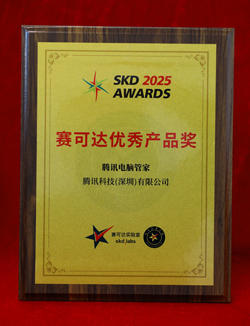 SKD 2025
AWARDS
赛可达优秀产品奖
腾讯电脑管家
腾讯科技(深圳)有限公司
赛可达实验室
skd labs